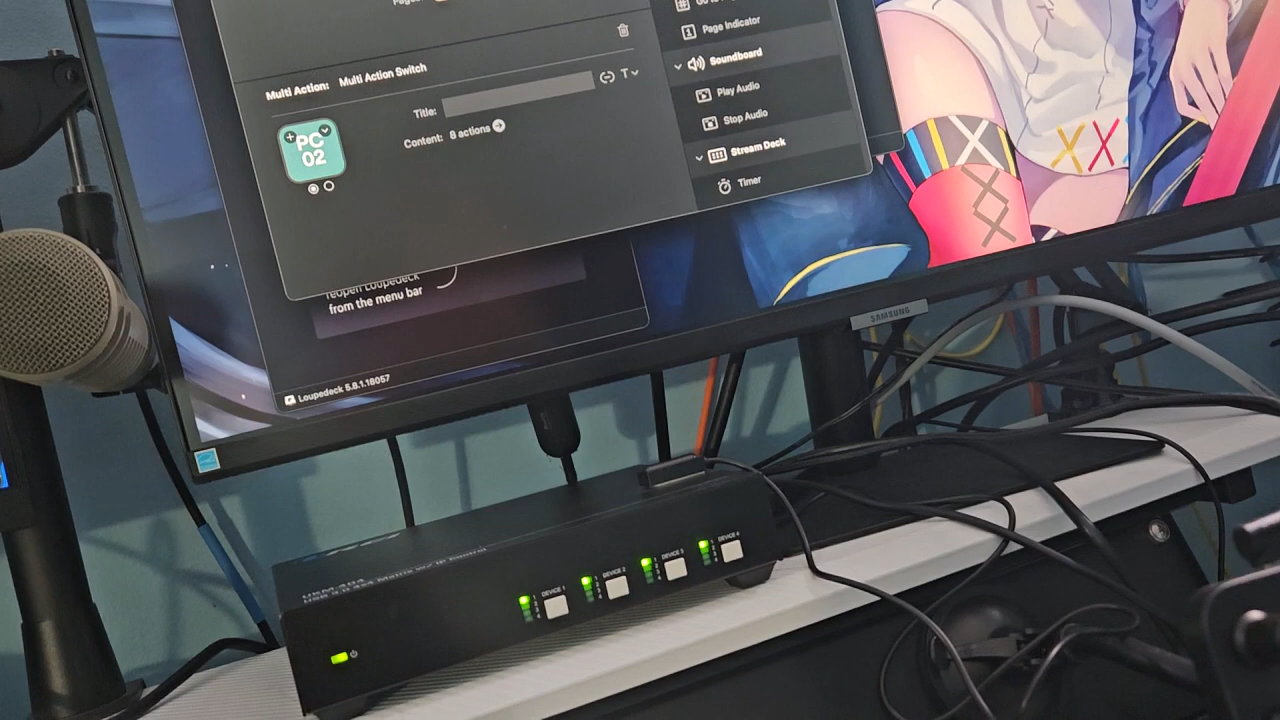 Page Indicator
Soundboard
Play Audio
Stop Audio
Stream Deck
Timer
Multi Action: Multi Action Switch
Title:
T
Content: 8 actions
PC
02
reopen Loupedeck
from the menu bar
Loupedeck 5.8.1.18057
SAMSUNG
DEVICE 1
DEVICE 2
DEVICE 3
DEVICE 4